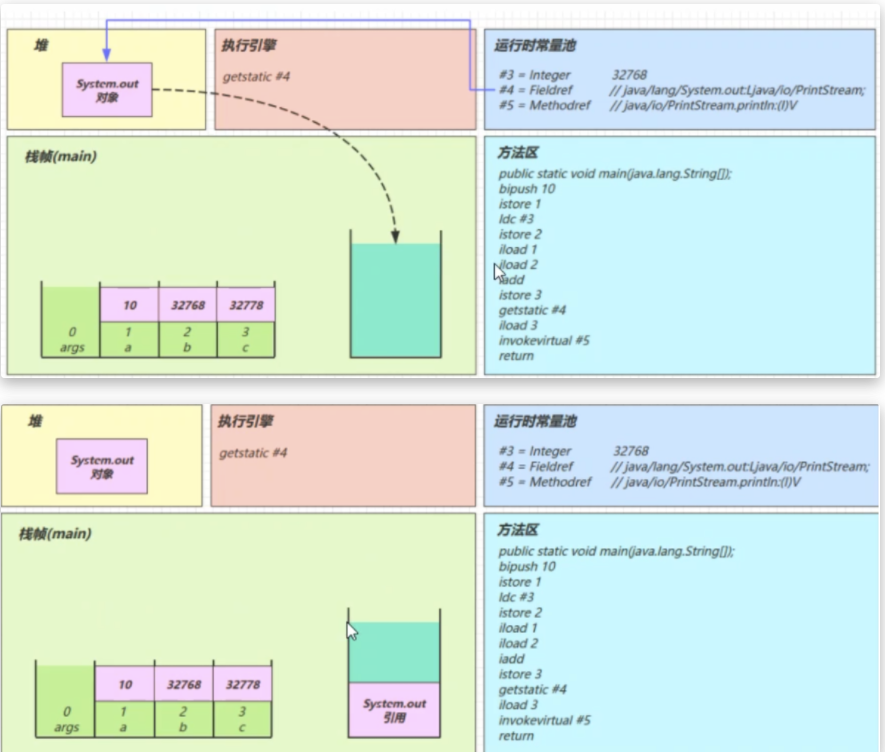 堆
System.out
对象
执行引擎
getstatic #4
运行时常量池
#3 = Integer 32768
#4 = Fieldref // java/lang/System.out:Ljava/io/PrintStream;
#5 = Methodref // java/io/PrintStream.println:(I)V
栈帧(main)
10 32768 32778
0 1 2 3
args a b c
方法区
public static void main(java.lang.String[]);
bipush 10
istore 1
ldc #3
istore 2
iload 1
iload 2
iadd
istore 3
getstatic #4
iload 3
invokevirtual #5
return
堆
System.out
对象
执行引擎
getstatic #4
运行时常量池
#3 = Integer 32768
#4 = Fieldref // java/lang/System.out:Ljava/io/PrintStream;
#5 = Methodref // java/io/PrintStream.println:(I)V
栈帧(main)
10 32768 32778
0 1 2 3
args a b c
System.out
引用
方法区
public static void main(java.lang.String[]);
bipush 10
istore 1
ldc #3
istore 2
iload 1
iload 2
iadd
istore 3
getstatic #4
iload 3
invokevirtual #5
return